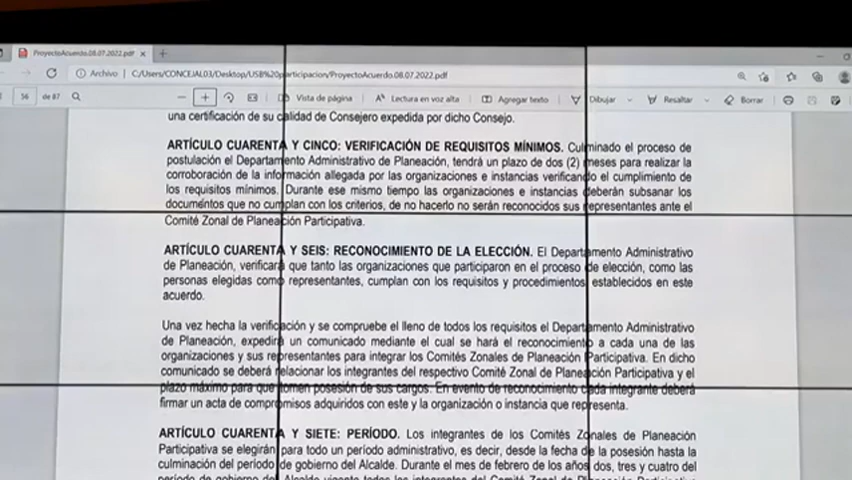 ProyectoAcuerdo.08.07.2022.pdf
Archivo | C:/Users/CONCEJAL03/Desktop/USB%20participacion/ProyectoAcuerdo.08.07.2022.pdf
56 de 87 Vista de página Lectura en voz alta Agregar texto Dibujar Resaltar Borrar
una certificación de su calidad de Consejero expedida por dicho Consejo.
ARTÍCULO CUARENTA Y CINCO: VERIFICACIÓN DE REQUISITOS MÍNIMOS. Culminado el proceso de
postulación el Departamento Administrativo de Planeación, tendrá un plazo de dos (2) meses para realizar la
corroboración de la información allegada por las organizaciones e instancias verificando el cumplimiento de
los requisitos mínimos. Durante ese mismo tiempo las organizaciones e instancias deberán subsanar los
documentos que no cumplan con los criterios, de no hacerlo no serán reconocidos sus representantes ante el
Comité Zonal de Planeación Participativa.
ARTÍCULO CUARENTA Y SEIS: RECONOCIMIENTO DE LA ELECCIÓN. El Departamento Administrativo
de Planeación, verificará que tanto las organizaciones que participaron en el proceso de elección, como las
personas elegidas como representantes, cumplan con los requisitos y procedimientos establecidos en este
acuerdo.
Una vez hecha la verificación y se compruebe el lleno de todos los requisitos el Departamento Administrativo
de Planeación, expedirá un comunicado mediante el cual se hará el reconocimiento a cada una de las
organizaciones y sus representantes para integrar los Comités Zonales de Planeación Participativa. En dicho
comunicado se deberá relacionar los integrantes del respectivo Comité Zonal de Planeación Participativa y el
plazo máximo para que tomen posesión de sus cargos. En evento de reconocimiento cada integrante deberá
firmar un acta de compromisos adquiridos con este y la organización o instancia que representa.
ARTÍCULO CUARENTA Y SIETE: PERÍODO. Los integrantes de los Comités Zonales de Planeación
Participativa se elegirán para todo un período administrativo, es decir, desde la fecha de la posesión hasta la
culminación del período de gobierno del Alcalde. Durante el mes de febrero de los años dos, tres y cuatro del
período de gobierno del Alcalde vigente todos los integrantes del Comité Zonal de Planeación Participativa